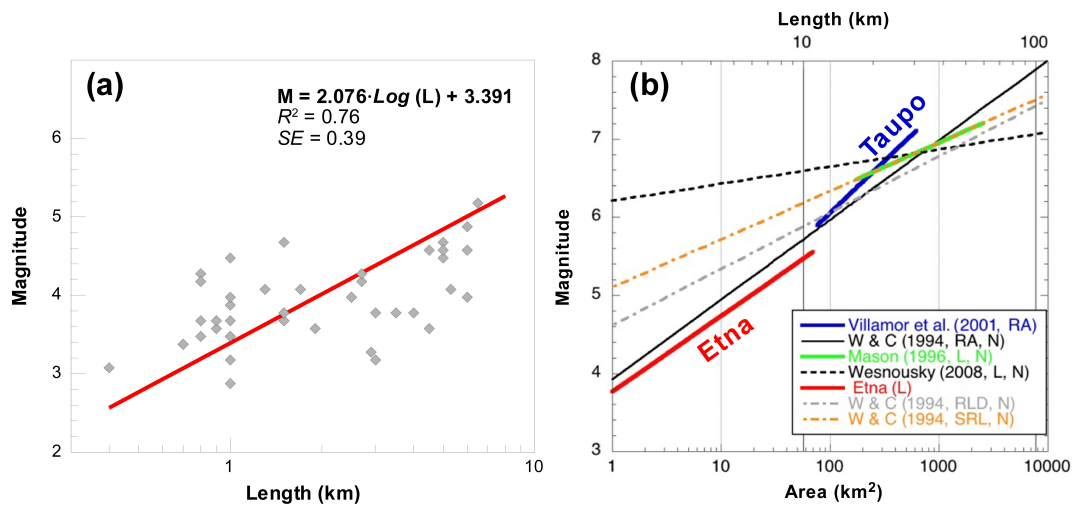 (a)
M = 2.076·Log (L) + 3.391
R² = 0.76
SE = 0.39
Magnitude
6
5
4
3
2
1
10
Length (km)
Length (km)
10
100
(b)
Taupo
Etna
Magnitude
8
7
6
5
4
3
Villamor et al. (2001, RA)
W & C (1994, RA, N)
Mason (1996, L, N)
Wesnousky (2008, L, N)
Etna (L)
W & C (1994, RLD, N)
W & C (1994, SRL, N)
1
10
100
1000
10000
Area (km²)